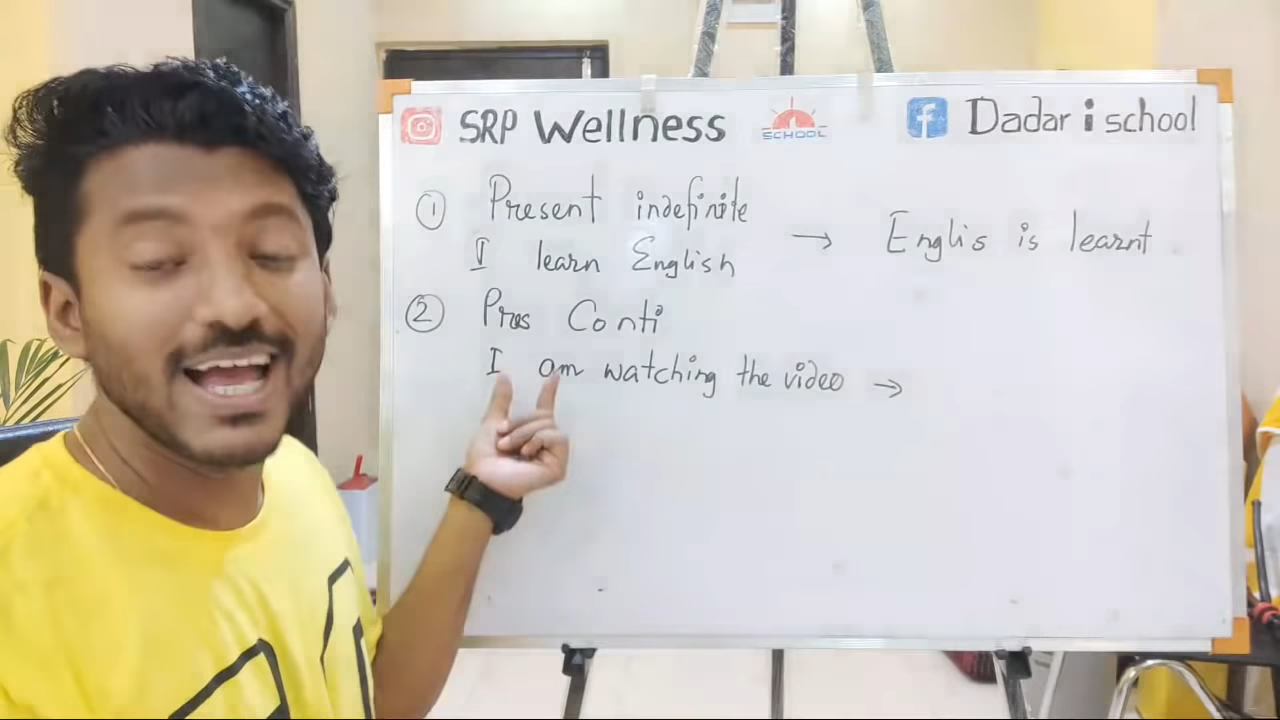 SRP Wellness
SCHOOL
Dadar i school
① Present indefinite
I learn English → Englis is learnt
② Pres Conti
I am watching the video →